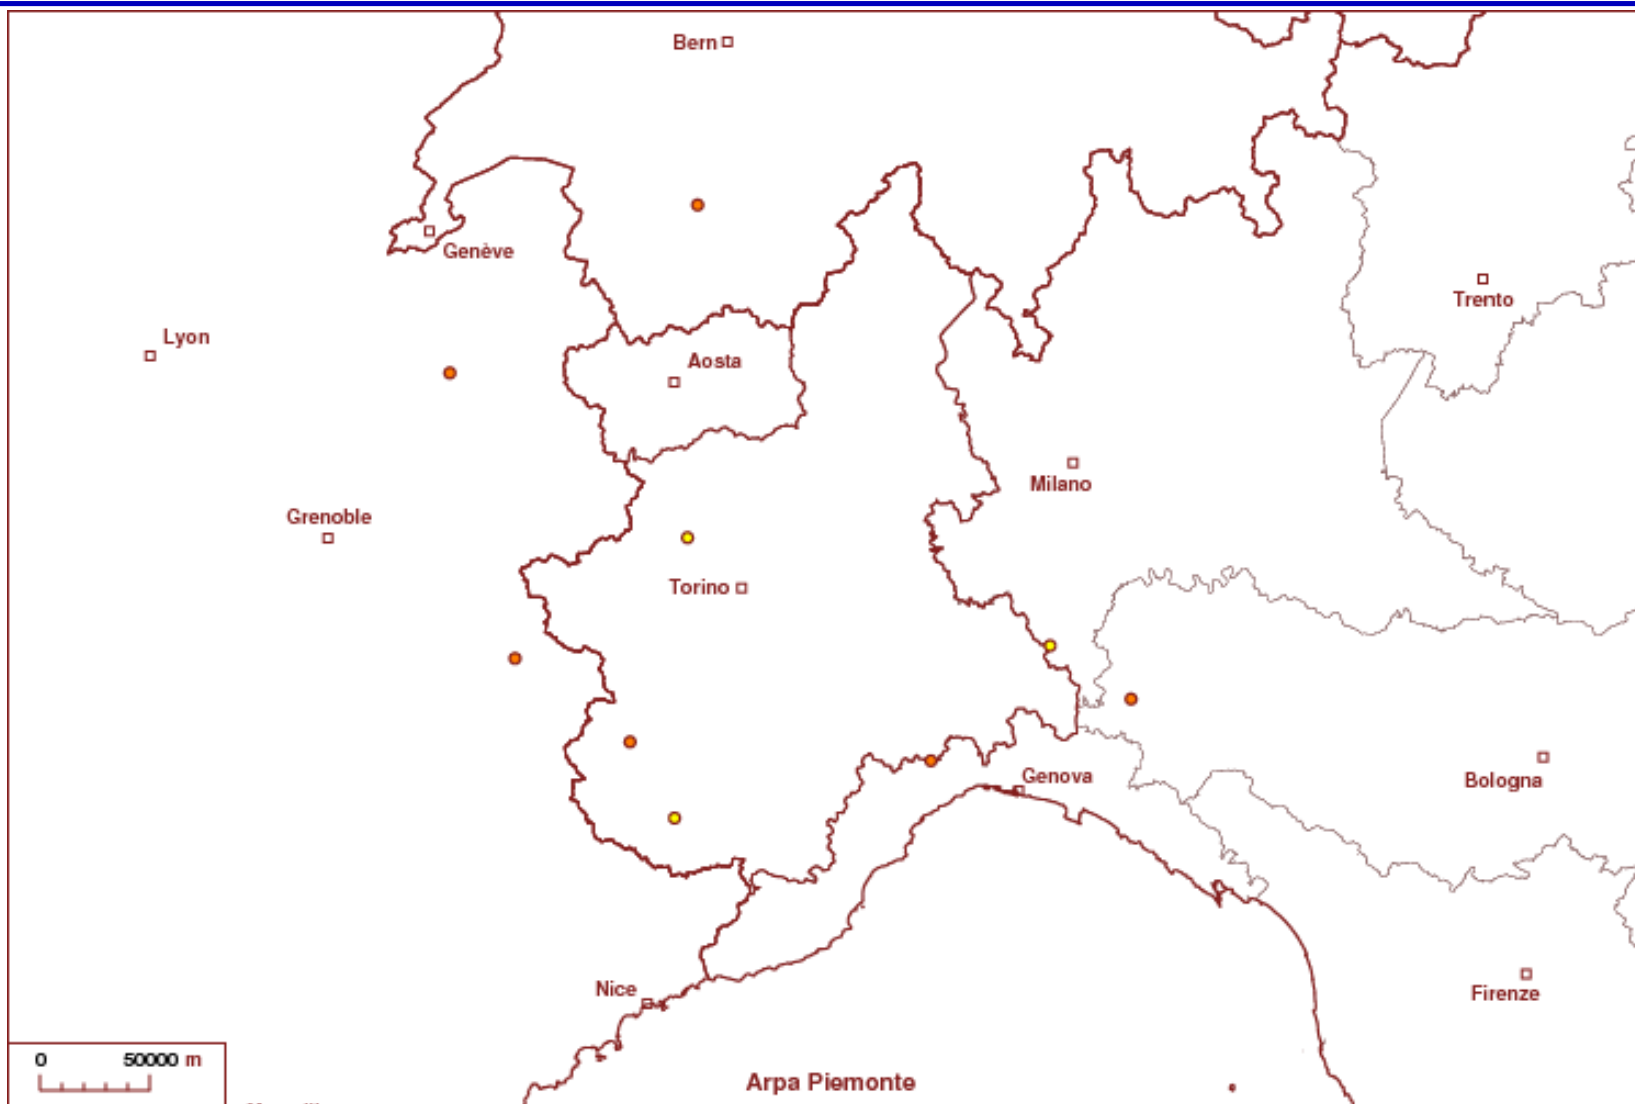 Bern
Genève
Trento
Lyon
Aosta
Milano
Grenoble
Torino
Genova
Bologna
Nice
Firenze
0 50000 m
Arpa Piemonte